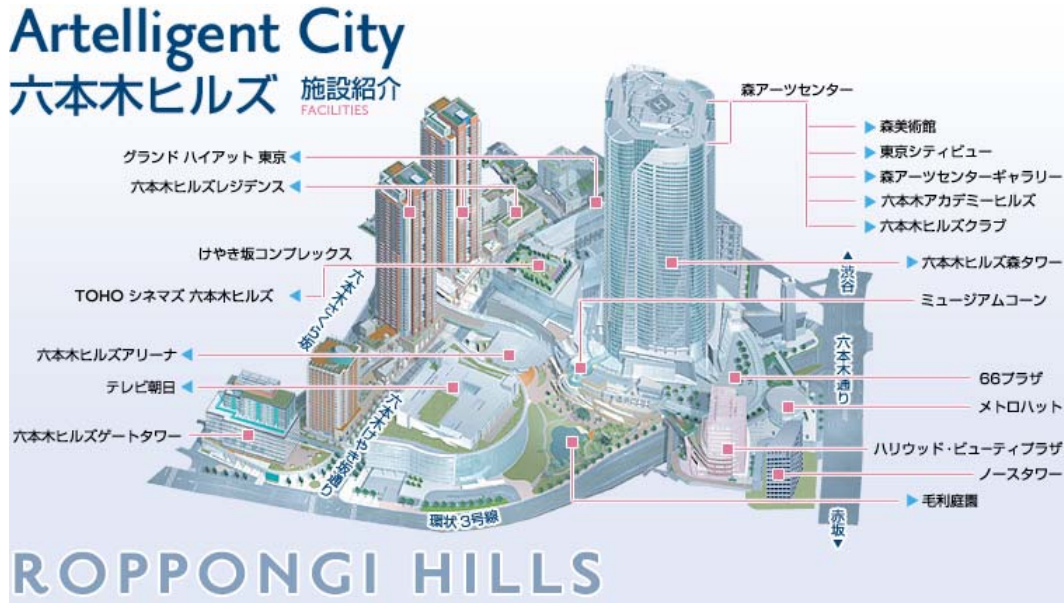 Artelligent City
六本木ヒルズ 施設紹介
FACILITIES
森アーツセンター
森美術館
東京シティビュー
森アーツセンターギャラリー
六本木アカデミーヒルズ
六本木ヒルズクラブ
グランド ハイアット 東京
六本木ヒルズレジデンス
けやき坂コンプレックス
TOHO シネマズ 六本木ヒルズ
六本木さくら坂
六本木ヒルズアリーナ
テレビ朝日
六本木ヒルズゲートタワー
六本木けやき坂通り
環状3号線
六本木ヒルズ森タワー
ミュージアムコーン
渋谷
六本木通り
66プラザ
メトロハット
ハリウッド・ビューティプラザ
ノースタワー
毛利庭園
赤坂
ROPPONGI HILLS